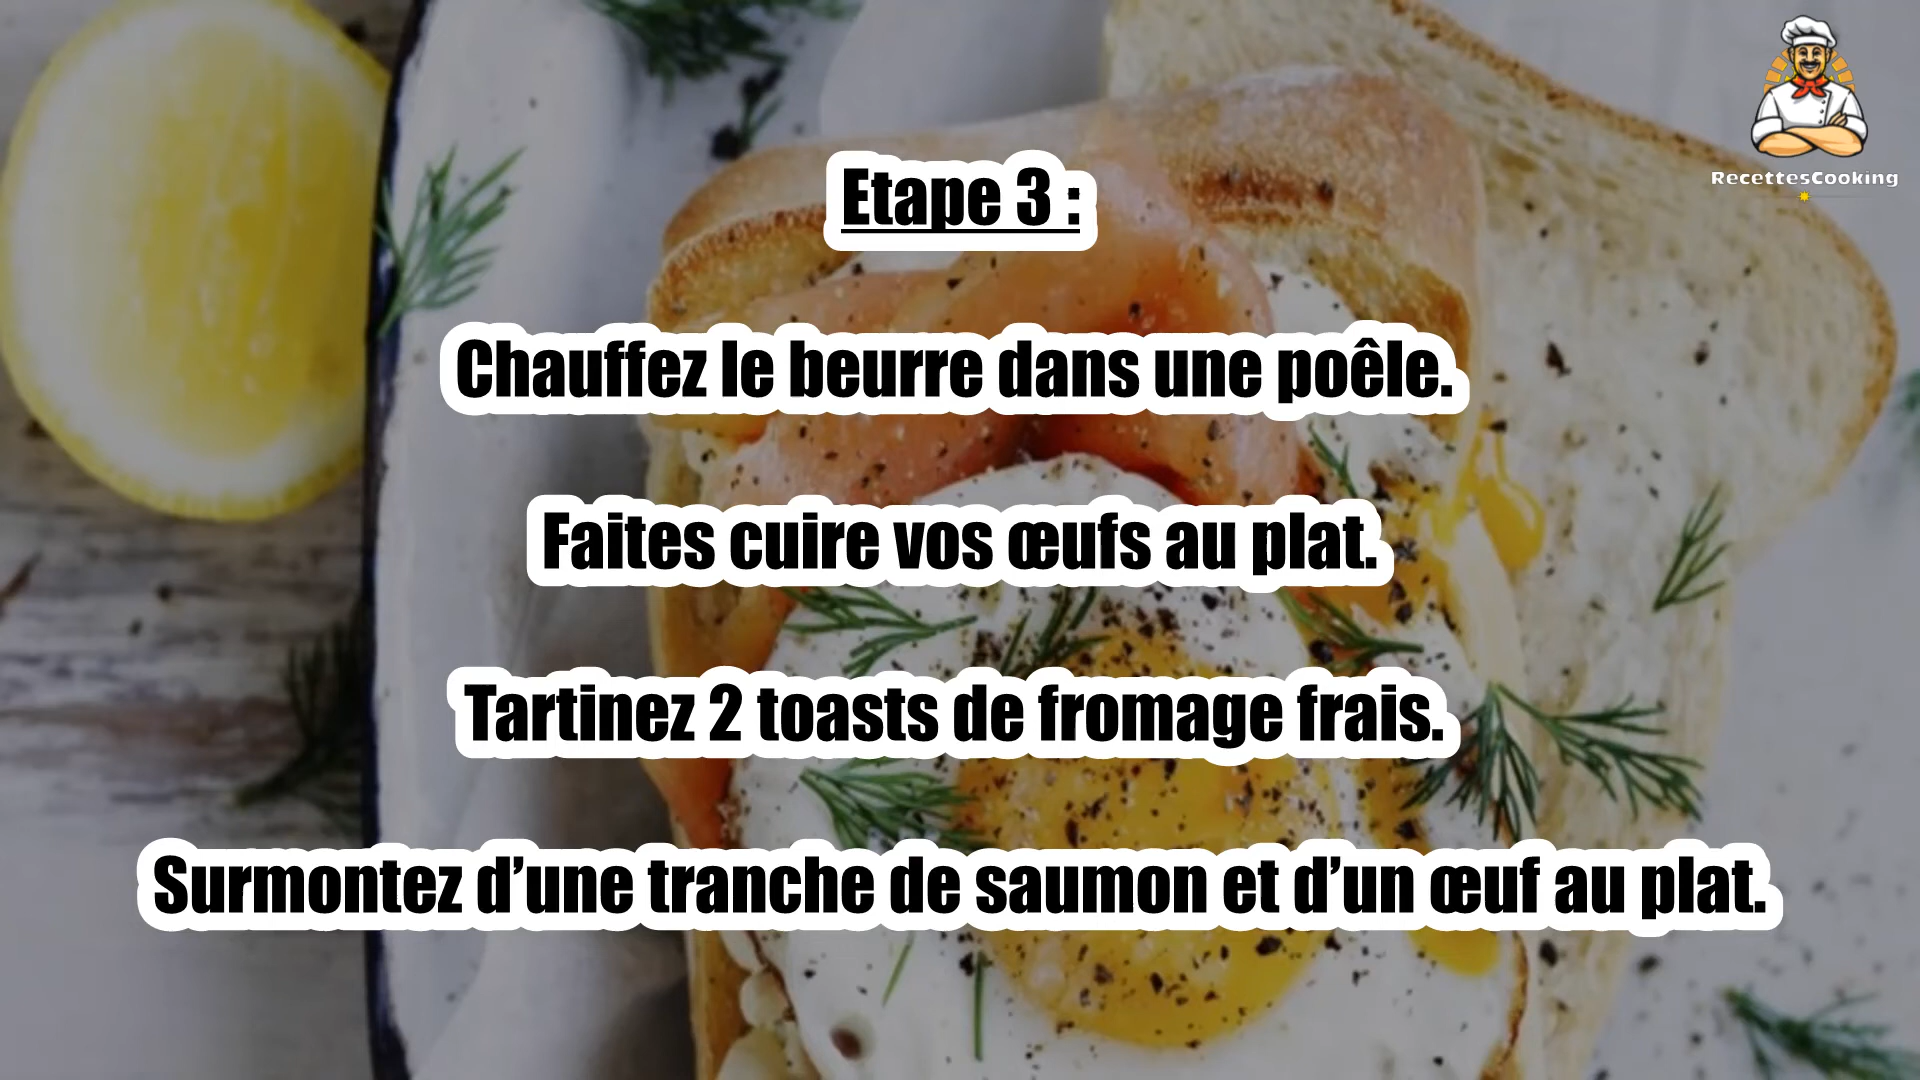 RecettesCooking
Etape 3 :
Chauffez le beurre dans une poêle.
Faites cuire vos œufs au plat.
Tartinez 2 toasts de fromage frais.
Surmontez d’une tranche de saumon et d’un œuf au plat.